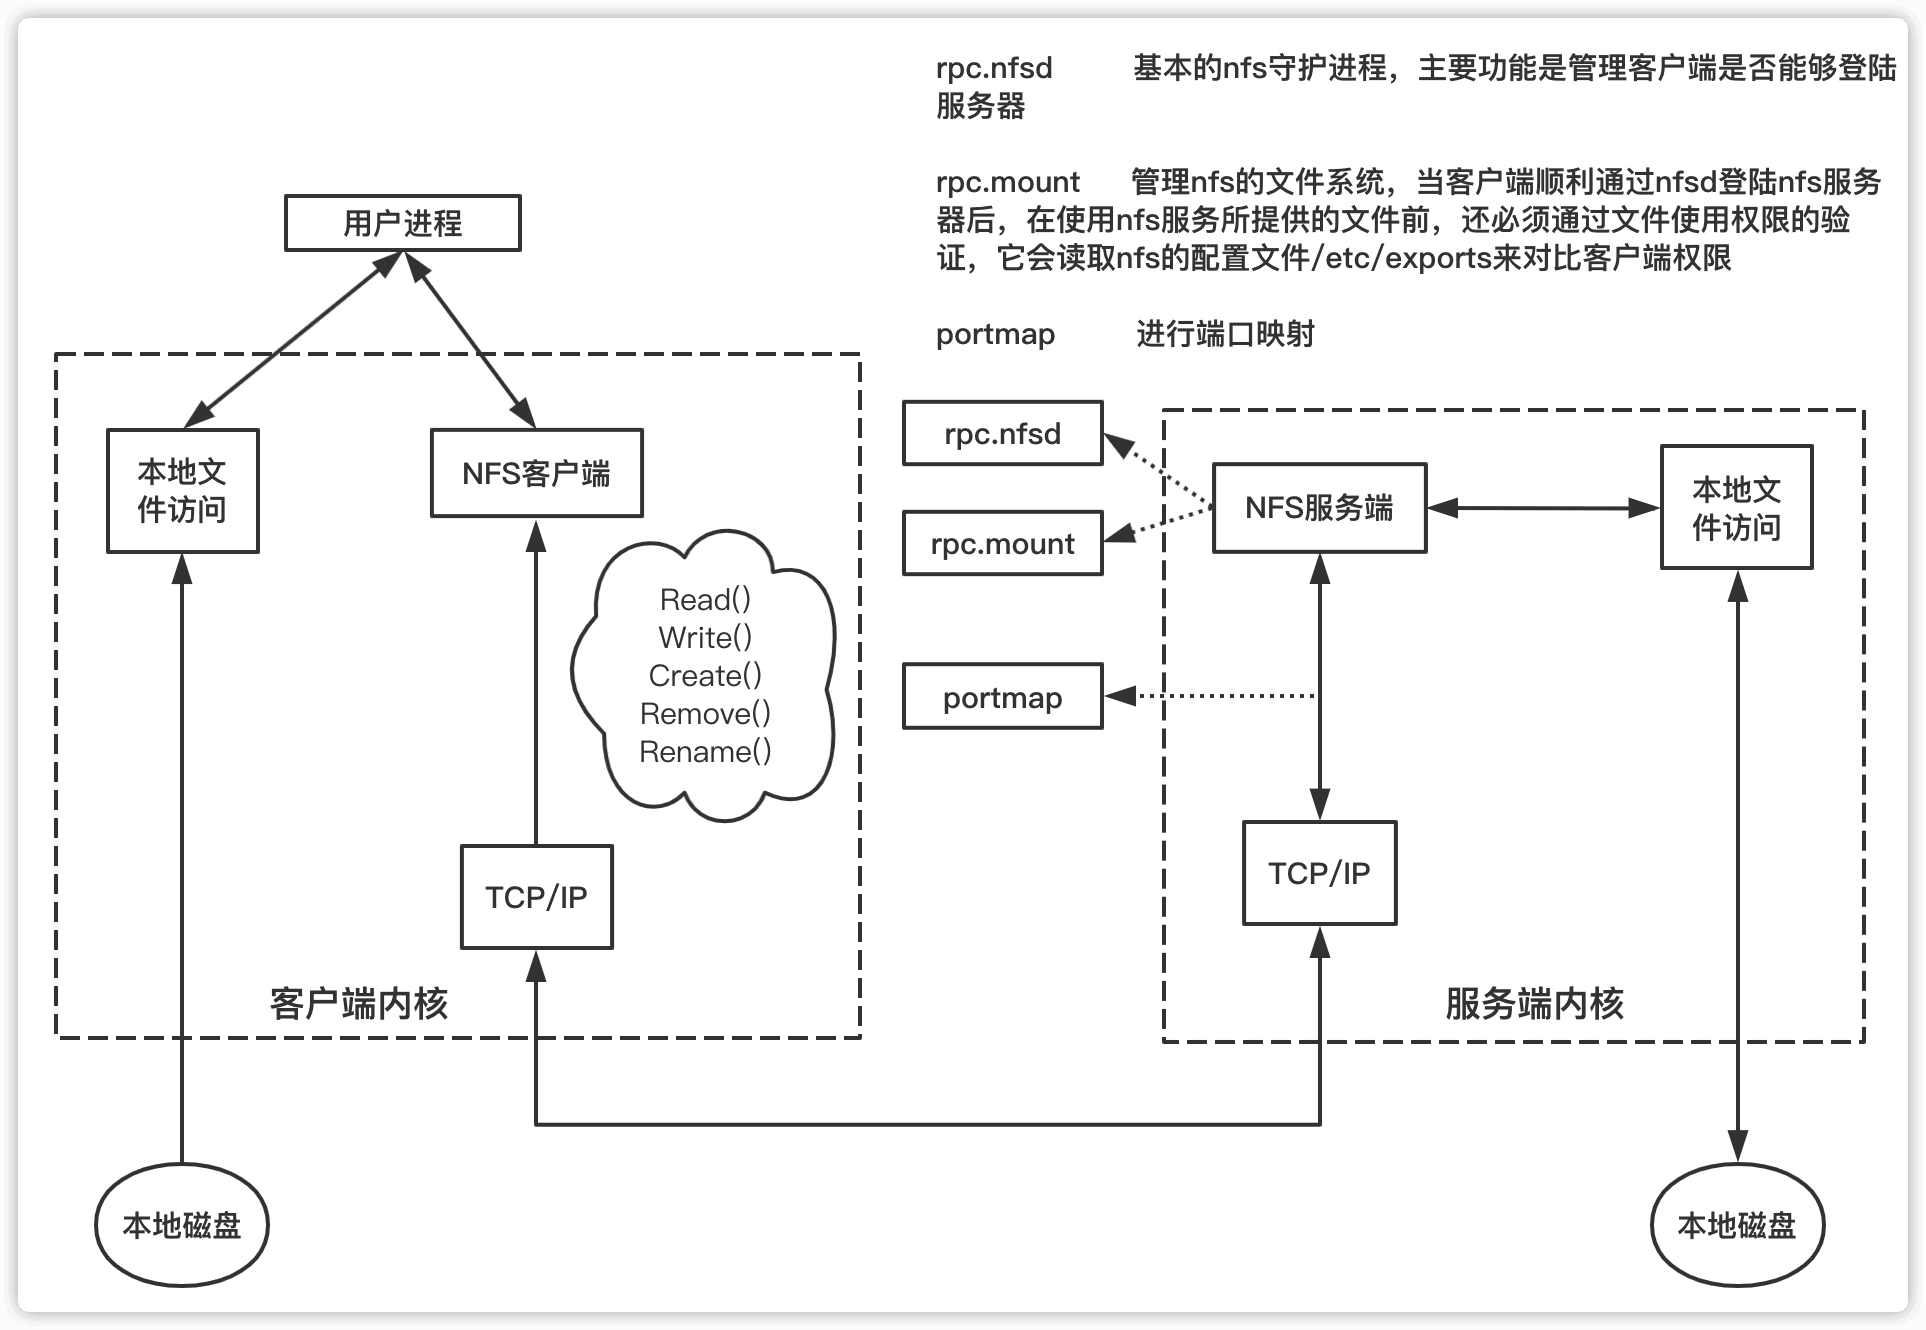 rpc.nfsd 基本的nfs守护进程，主要功能是管理客户端是否能够登陆
服务器
rpc.mount 管理nfs的文件系统，当客户端顺利通过nfsd登陆nfs服务
器后，在使用nfs服务所提供的文件前，还必须通过文件使用权限的验
证，它会读取nfs的配置文件/etc/exports来对比客户端权限
portmap 进行端口映射
用户进程
本地文
件访问
NFS客户端
Read()
Write()
Create()
Remove()
Rename()
TCP/IP
客户端内核
本地磁盘
rpc.nfsd
rpc.mount
portmap
NFS服务端
本地文
件访问
TCP/IP
服务端内核
本地磁盘